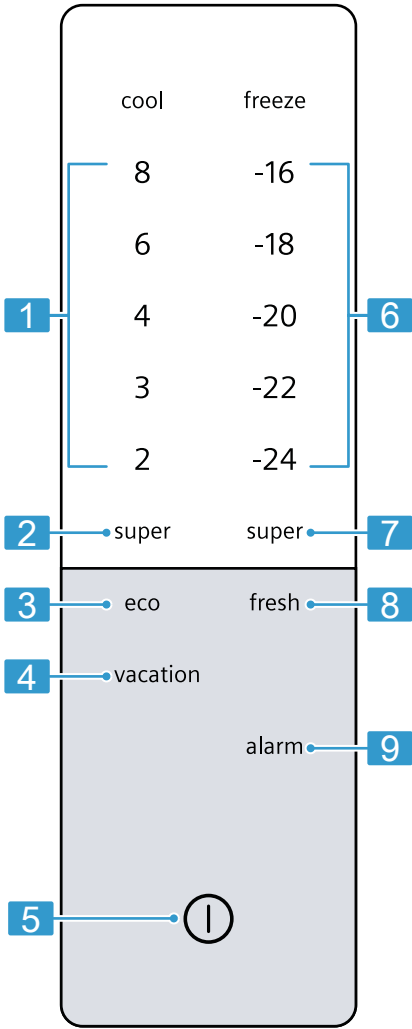 cool freeze
8 -16
6 -18
1 4 -20 6
3 -22
2 -24
2 super super 7
3 eco fresh 8
4 vacation
alarm 9
5